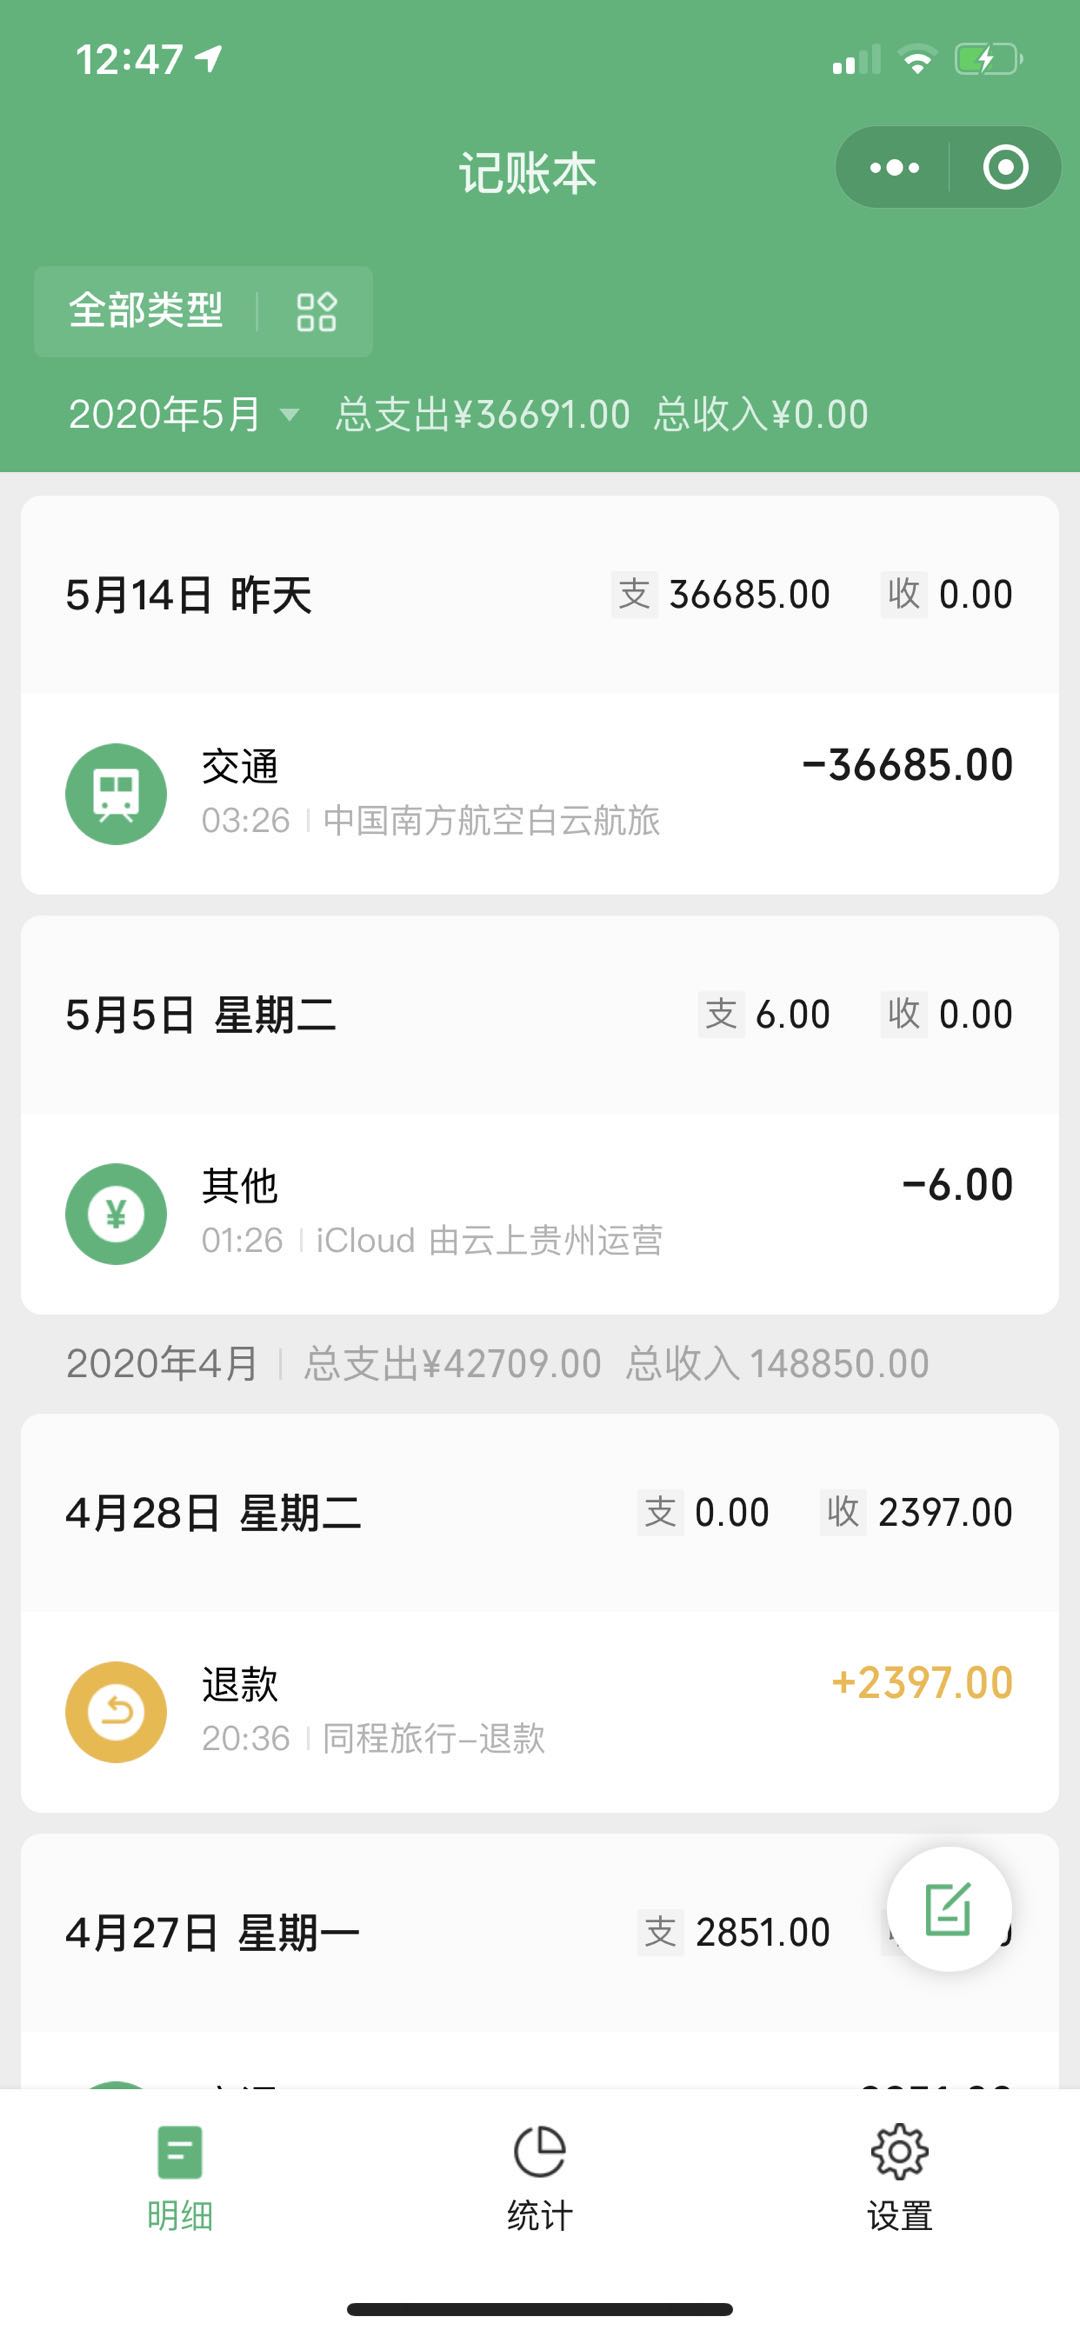 12:47
记账本
全部类型
2020年5月 总支出¥36691.00 总收入¥0.00
5月14日 昨天 支 36685.00 收 0.00
交通 -36685.00
03:26 中国南方航空白云航旅
5月5日 星期二 支 6.00 收 0.00
其他 -6.00
01:26 iCloud 由云上贵州运营
2020年4月 总支出¥42709.00 总收入 148850.00
4月28日 星期二 支 0.00 收 2397.00
退款 +2397.00
20:36 同程旅行-退款
4月27日 星期一 支 2851.00
明细 统计 设置